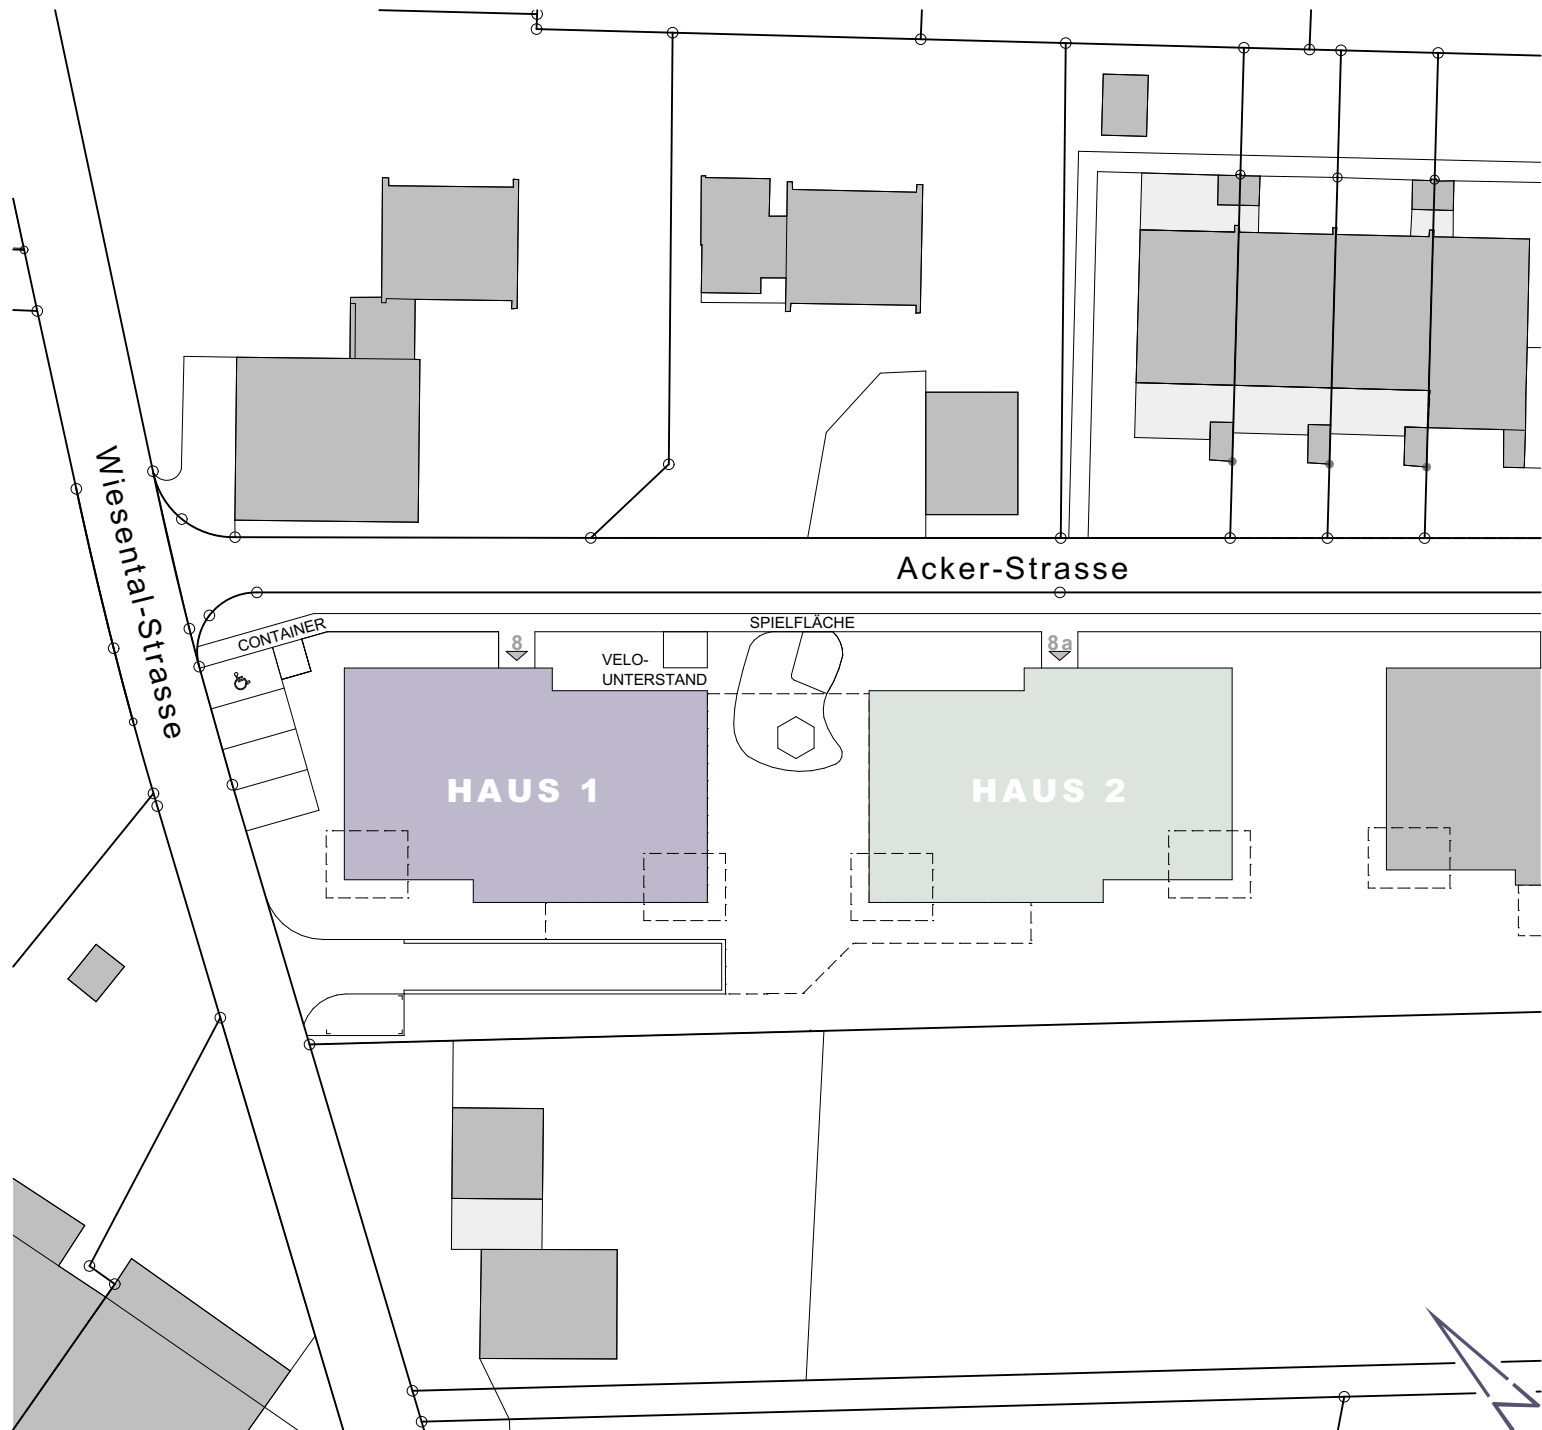 Wiesental-Strasse
Acker-Strasse
CONTAINER
8
SPIELFLÄCHE
8a
VELO-
UNTERSTAND
HAUS 1
HAUS 2